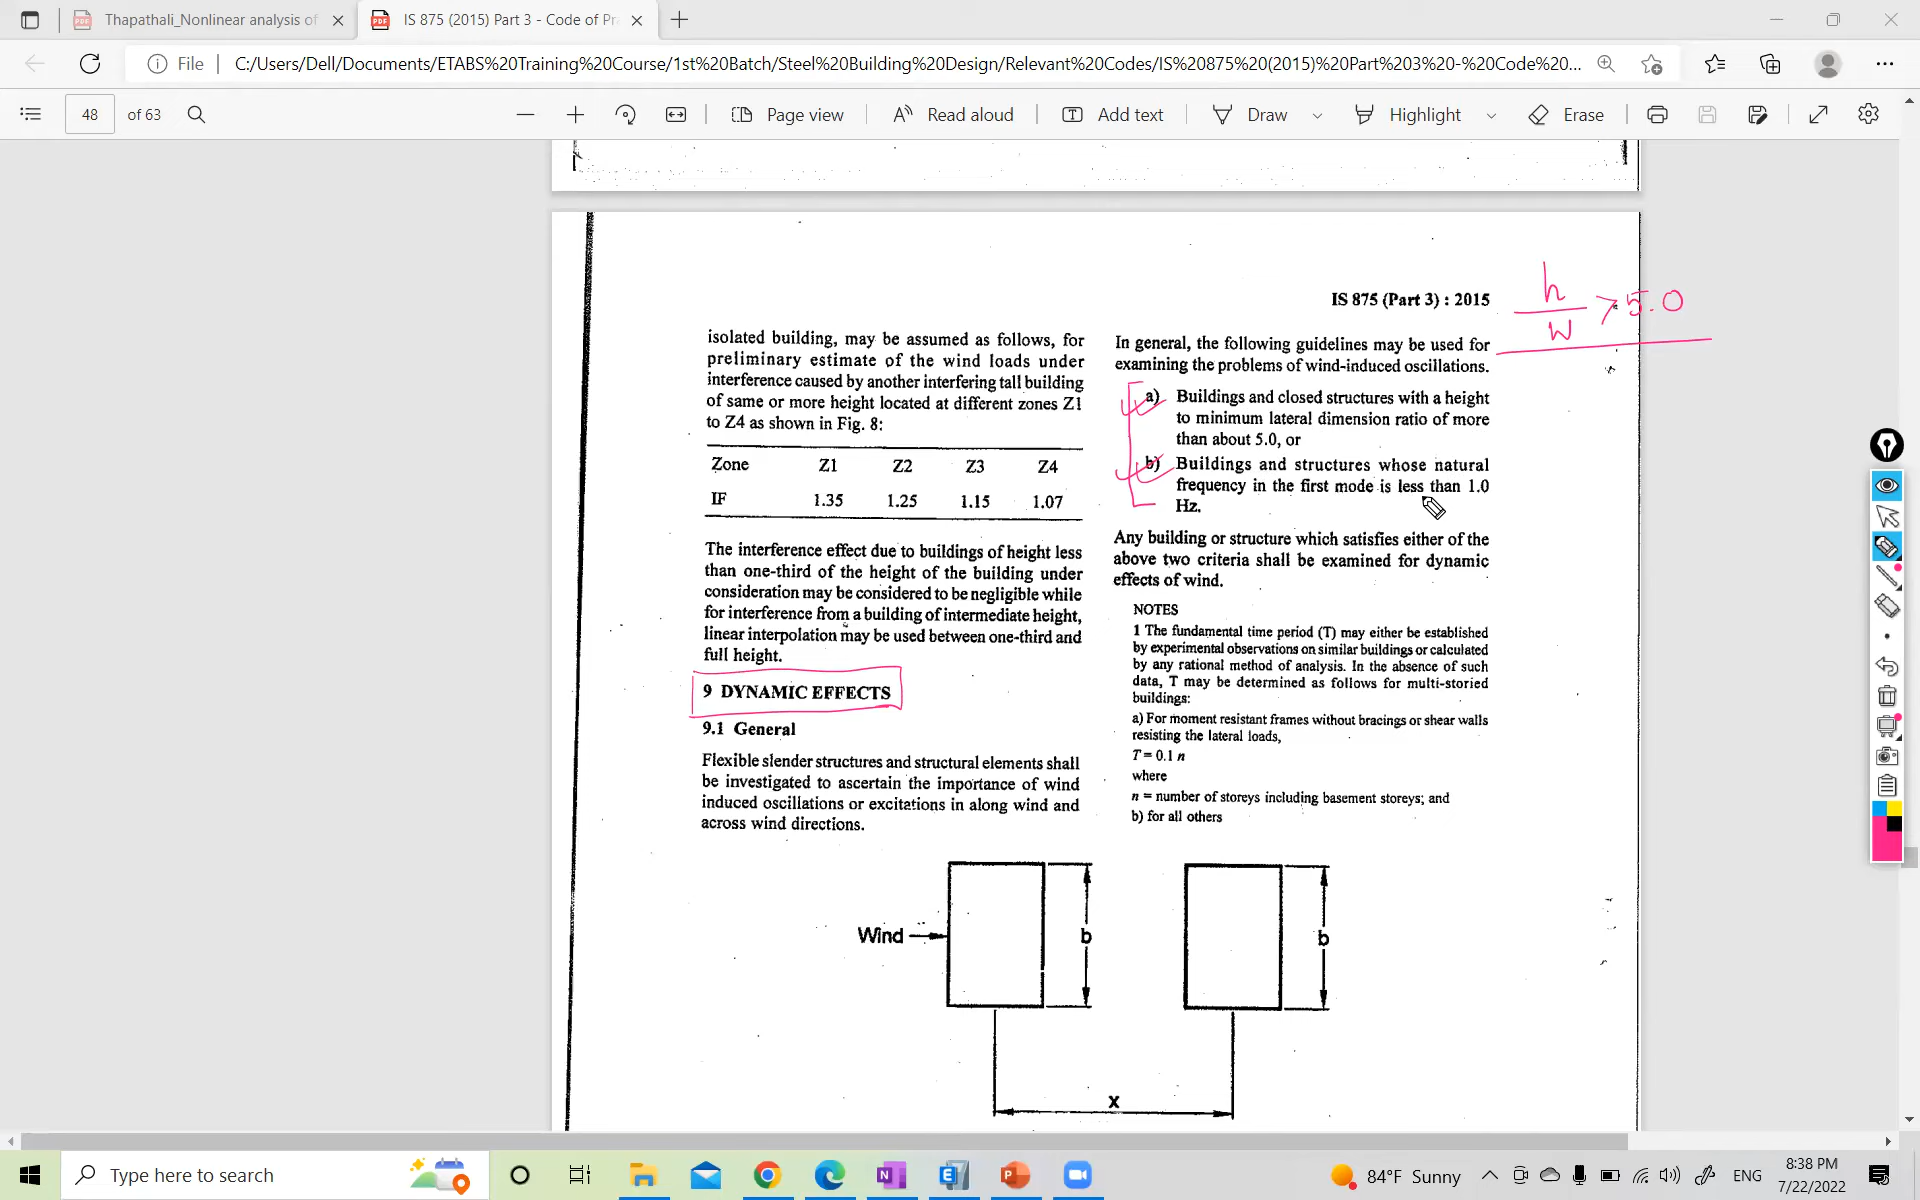 Thapathali_Nonlinear analysis of
IS 875 (2015) Part 3 - Code of Pra
File
C:/Users/Dell/Documents/ETABS%20Training%20Course/1st%20Batch/Steel%20Building%20Design/Relevant%20Codes/IS%20875%20(2015)%20Part%203%20-%20Code%20...
48 of 63
Page view
Read aloud
Add text
Draw
Highlight
Erase
IS 875 (Part 3) : 2015
h/w > 5.0
isolated building, may be assumed as follows, for
preliminary estimate of the wind loads under
interference caused by another interfering tall building
of same or more height located at different zones Z1
to Z4 as shown in Fig. 8:
Zone Z1 Z2 Z3 Z4
IF 1.35 1.25 1.15 1.07
The interference effect due to buildings of height less
than one-third of the height of the building under
consideration may be considered to be negligible while
for interference from a building of intermediate height,
linear interpolation may be used between one-third and
full height.
9 DYNAMIC EFFECTS
9.1 General
Flexible slender structures and structural elements shall
be investigated to ascertain the importance of wind
induced oscillations or excitations in along wind and
across wind directions.
In general, the following guidelines may be used for
examining the problems of wind-induced oscillations.
a) Buildings and closed structures with a height
to minimum lateral dimension ratio of more
than about 5.0, or
b) Buildings and structures whose natural
frequency in the first mode is less than 1.0
Hz.
Any building or structure which satisfies either of the
above two criteria shall be examined for dynamic
effects of wind.
NOTES
1 The fundamental time period (T) may either be established
by experimental observations on similar buildings or calculated
by any rational method of analysis. In the absence of such
data, T may be determined as follows for multi-storied
buildings:
a) For moment resistant frames without bracings or shear walls
resisting the lateral loads,
T = 0.1 n
where
n = number of storeys including basement storeys; and
b) for all others
Wind
b
b
x
Type here to search
84°F Sunny
ENG
8:38 PM
7/22/2022